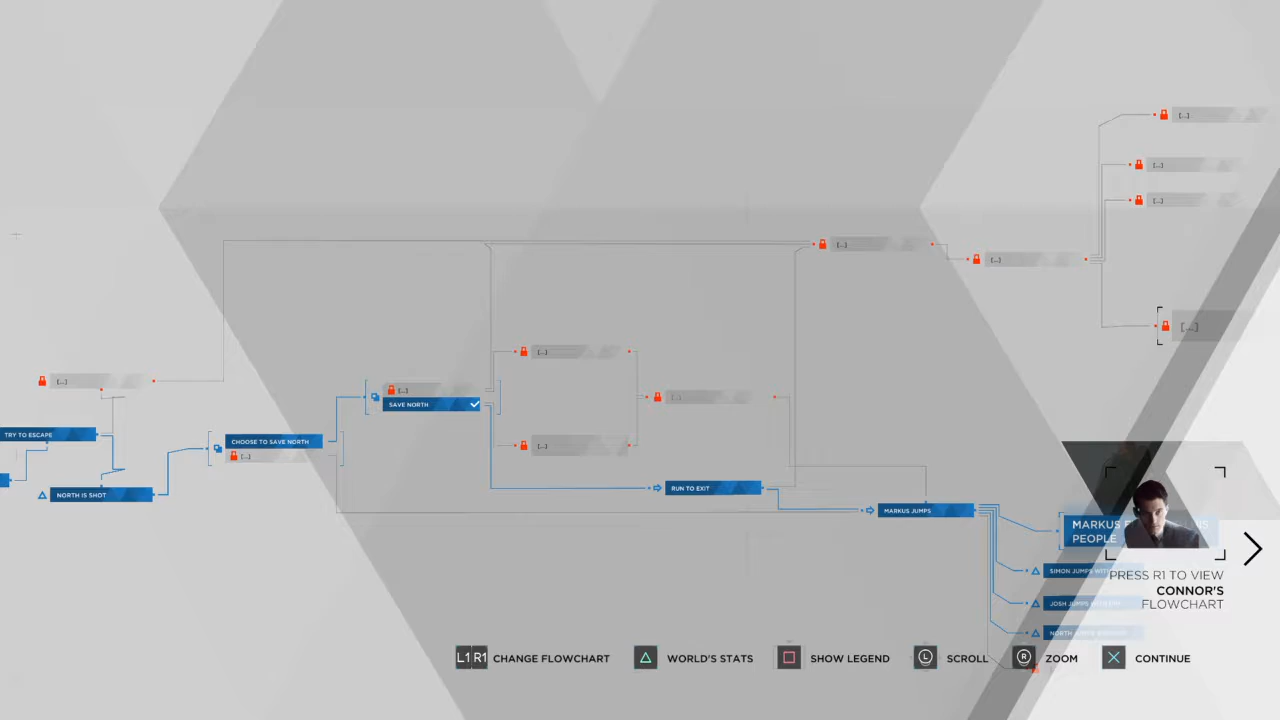 [...]
[...]
[...]
[...]
[...]
[...]
[...]
[...]
SAVE NORTH
[...]
[...]
TRY TO ESCAPE
CHOOSE TO SAVE NORTH
[...]
[...]
RUN TO EXIT
NORTH IS SHOT
MARKUS JUMPS
MARKUS
PEOPLE
SIMON JUMPS
JOSH JUMPS
NORTH
PRESS R1 TO VIEW
CONNOR'S
FLOWCHART
L1 R1 CHANGE FLOWCHART WORLD'S STATS SHOW LEGEND L SCROLL R ZOOM CONTINUE